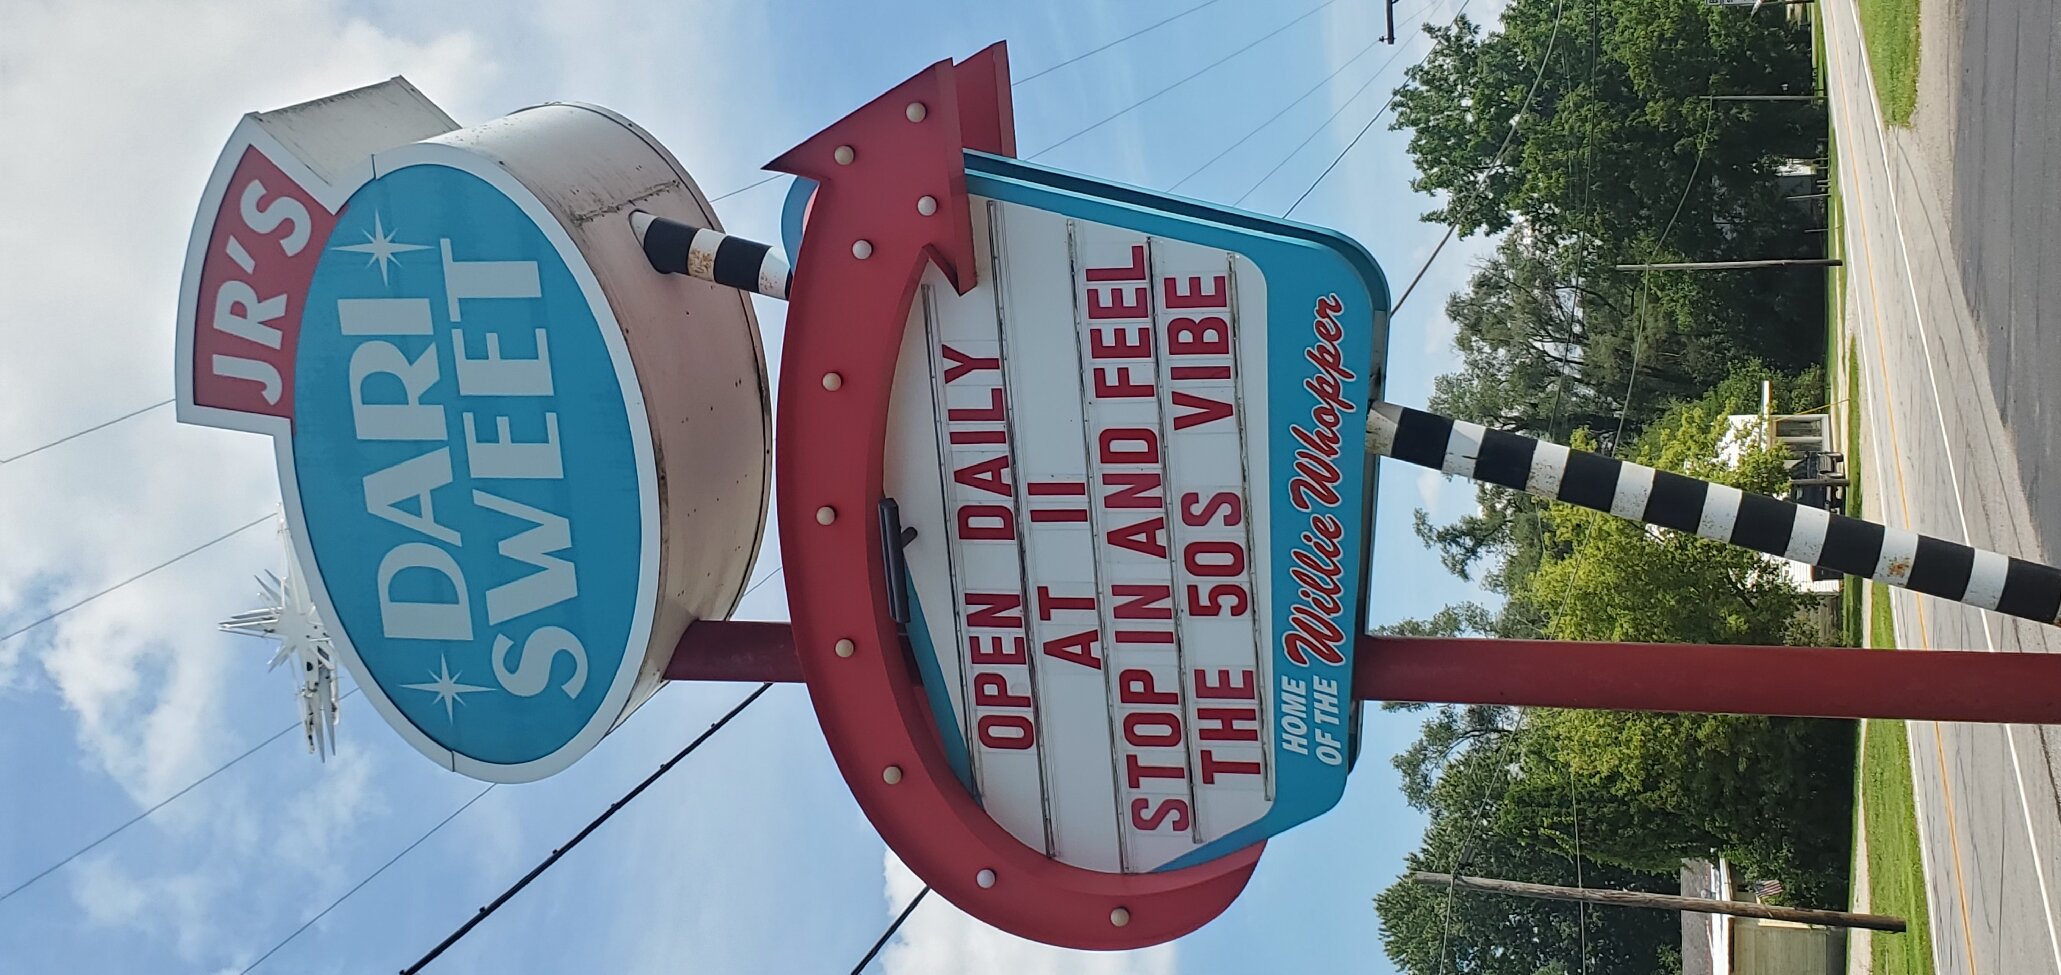 JR'S
DARI
SWEET
OPEN DAILY
AT 11
STOP IN AND FEEL
THE 50S VIBE
HOME
OF THE
Willie Whopper